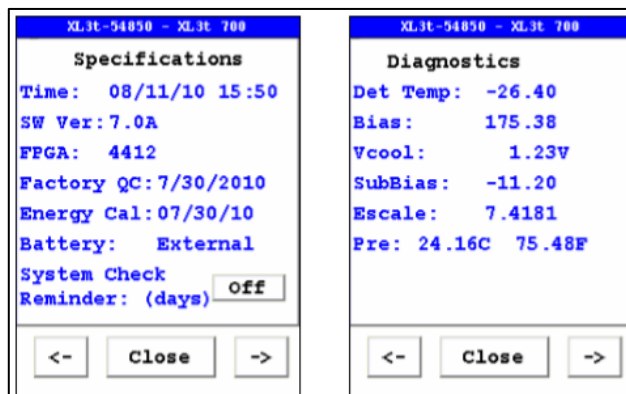 XL3t-54850 - XL3t 700
Specifications
Time: 08/11/10 15:50
SW Ver:7.0A
FPGA: 4412
Factory QC:7/30/2010
Energy Cal:07/30/10
Battery: External
System Check
Reminder: (days) Off
<- Close ->
XL3t-54850 - XL3t 700
Diagnostics
Det Temp: -26.40
Bias: 175.38
Vcool: 1.23V
SubBias: -11.20
Escale: 7.4181
Pre: 24.16C 75.48F
<- Close ->